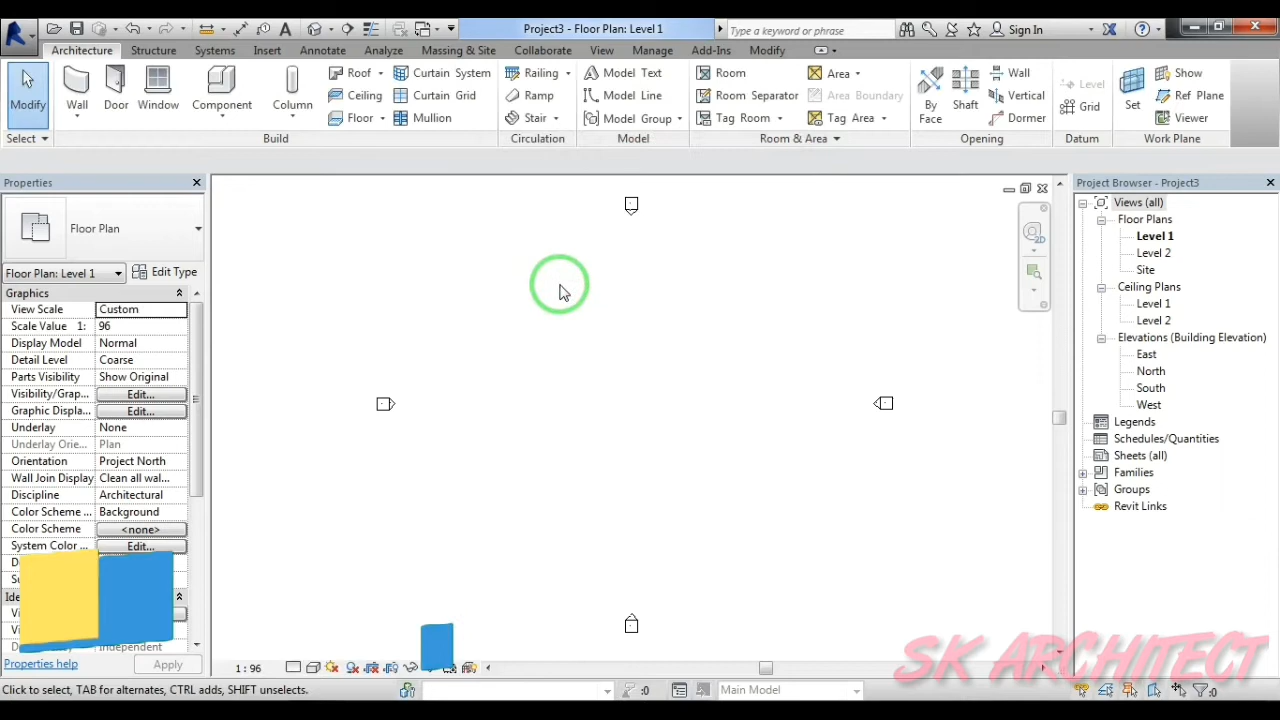 Project3 - Floor Plan: Level 1
Type a keyword or phrase
Sign In
Architecture Structure Systems Insert Annotate Analyze Massing & Site Collaborate View Manage Add-Ins Modify
Modify
Wall
Door
Window
Component
Column
Roof
Ceiling
Floor
Curtain System
Curtain Grid
Mullion
Railing
Ramp
Stair
Model Text
Model Line
Model Group
Room
Room Separator
Tag Room
Area
Area Boundary
Tag Area
By Face
Shaft
Wall
Vertical
Dormer
Level
Grid
Set
Show
Ref Plane
Viewer
Select
Build
Circulation
Model
Room & Area
Opening
Datum
Work Plane
Properties
Floor Plan
Floor Plan: Level 1
Edit Type
Graphics
View Scale Custom
Scale Value 1: 96
Display Model Normal
Detail Level Coarse
Parts Visibility Show Original
Visibility/Grap... Edit...
Graphic Displa... Edit...
Underlay None
Underlay Orie... Plan
Orientation Project North
Wall Join Display Clean all wal...
Discipline Architectural
Color Scheme ... Background
Color Scheme <none>
System Color ... Edit...
Independent
Properties help
Apply
1 : 96
2D
Project Browser - Project3
Views (all)
Floor Plans
Level 1
Level 2
Site
Ceiling Plans
Level 1
Level 2
Elevations (Building Elevation)
East
North
South
West
Legends
Schedules/Quantities
Sheets (all)
Families
Groups
Revit Links
SK ARCHITECT
Click to select, TAB for alternates, CTRL adds, SHIFT unselects.
:0
Main Model
:0